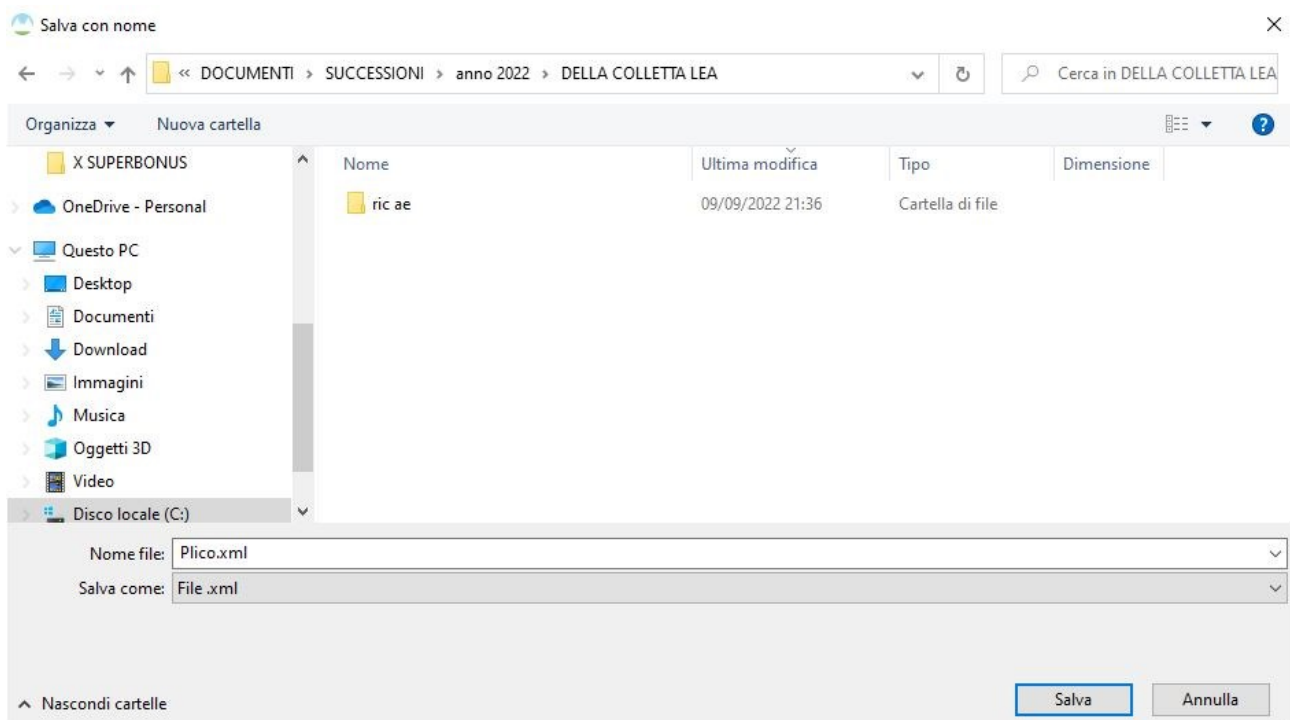 Salva con nome
« DOCUMENTI › SUCCESSIONI › anno 2022 › DELLA COLLETTA LEA
Cerca in DELLA COLLETTA LEA
Organizza Nuova cartella
X SUPERBONUS
OneDrive - Personal
Questo PC
Desktop
Documenti
Download
Immagini
Musica
Oggetti 3D
Video
Disco locale (C:)
Nome Ultima modifica Tipo Dimensione
ric ae 09/09/2022 21:36 Cartella di file
Nome file: Plico.xml
Salva come: File .xml
Nascondi cartelle
Salva Annulla